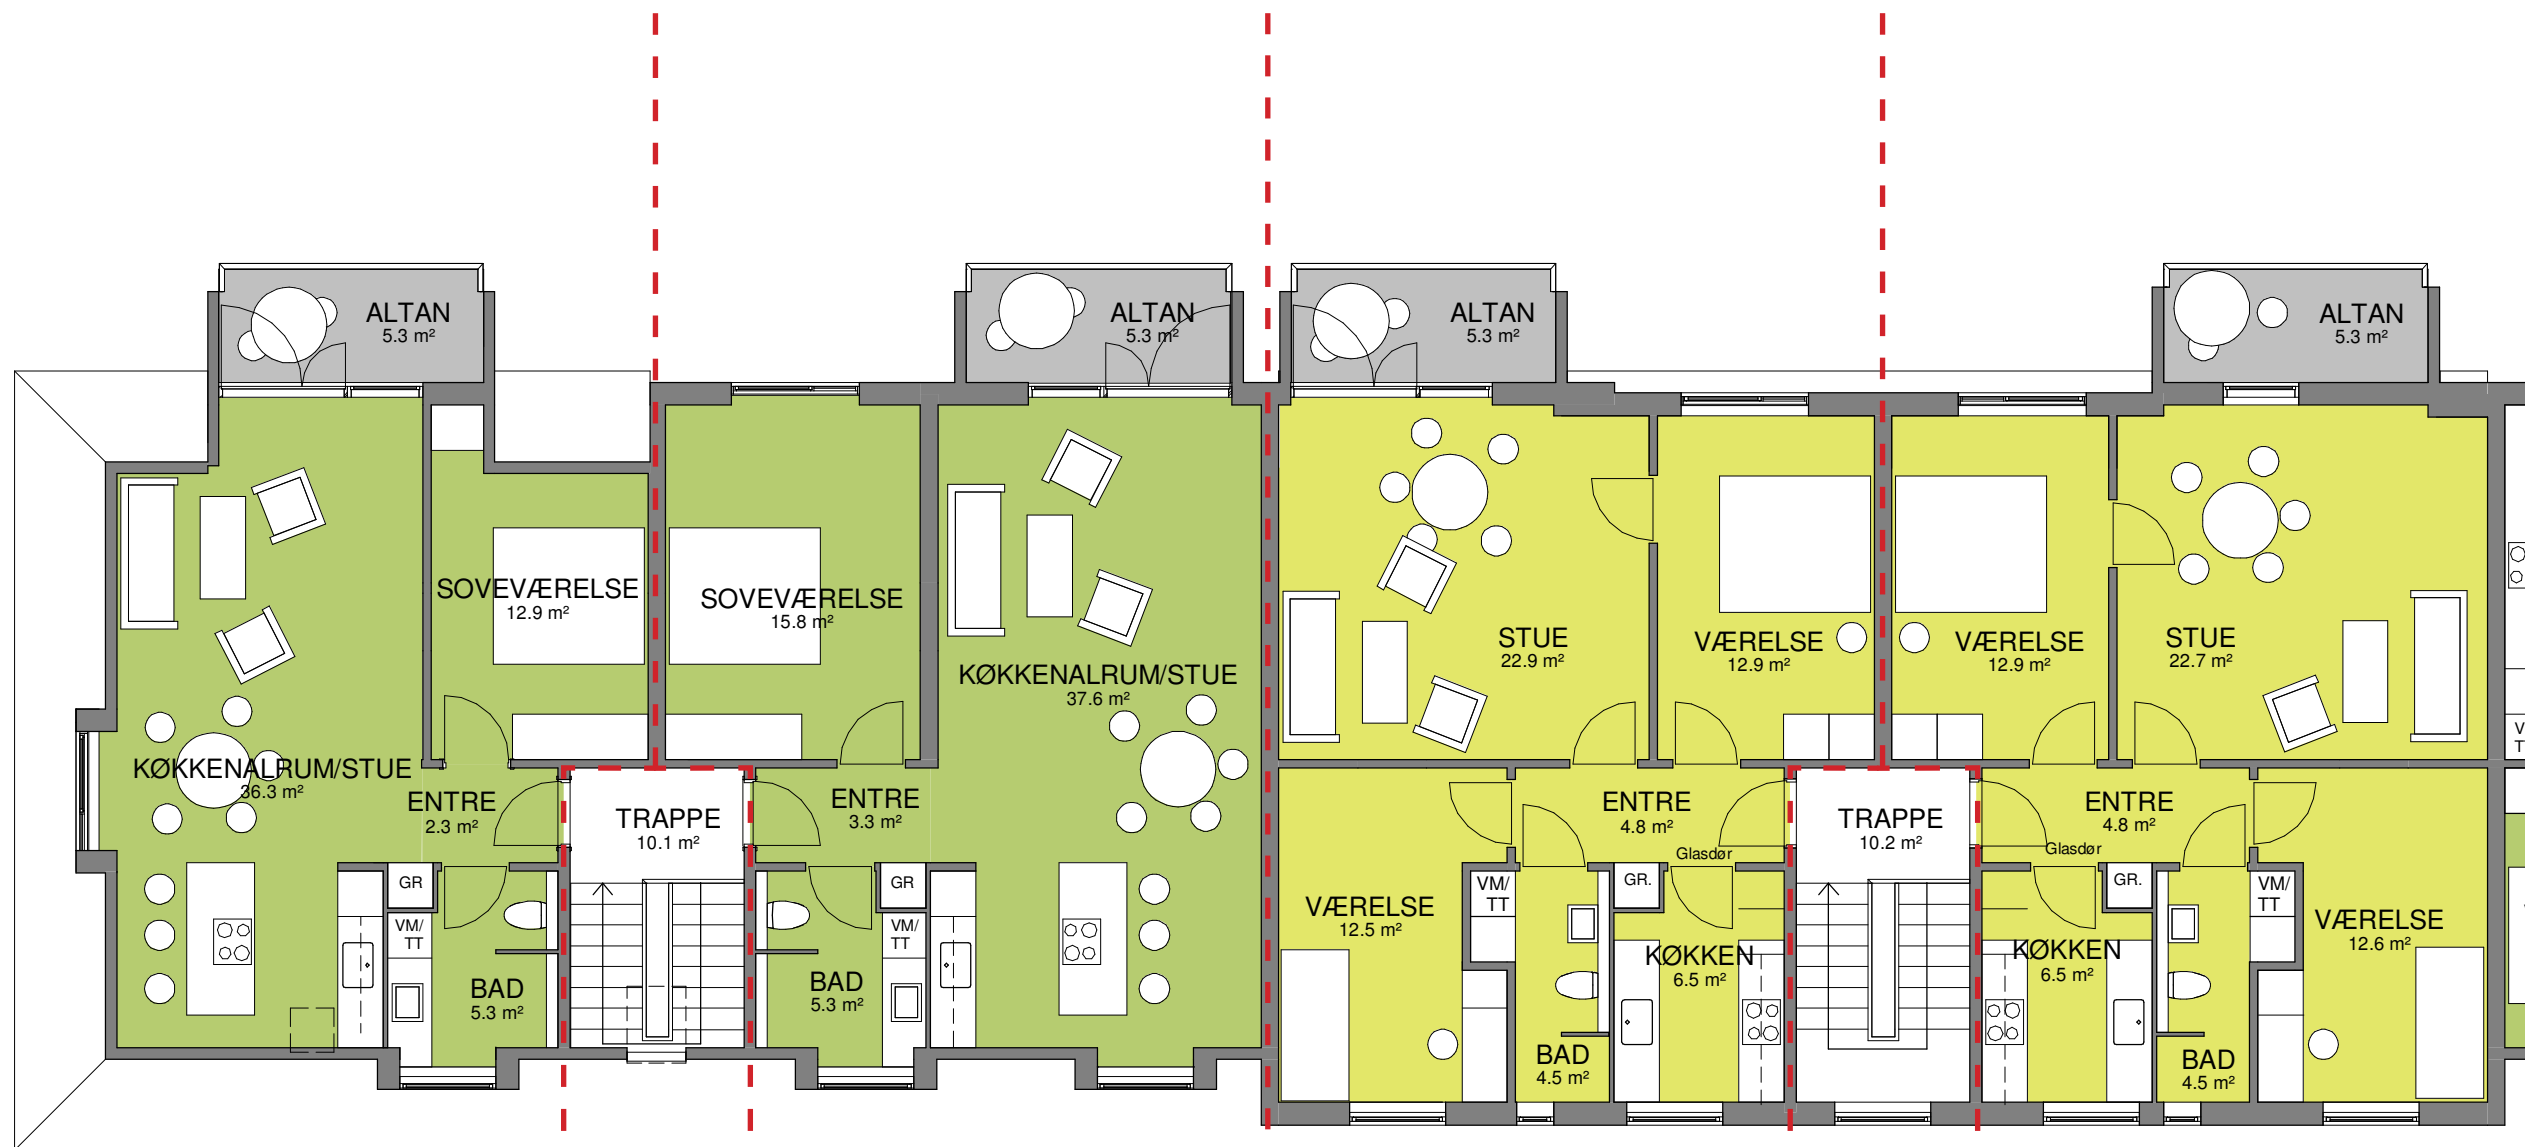 ALTAN
5.3 m²
ALTAN
5.3 m²
ALTAN
5.3 m²
ALTAN
5.3 m²
SOVEVÆRELSE
12.9 m²
SOVEVÆRELSE
15.8 m²
KØKKENALRUM/STUE
37.6 m²
STUE
22.9 m²
VÆRELSE
12.9 m²
VÆRELSE
12.9 m²
STUE
22.7 m²
KØKKENALRUM/STUE
36.3 m²
ENTRE
2.3 m²
TRAPPE
10.1 m²
ENTRE
3.3 m²
ENTRE
4.8 m²
Glasdør
TRAPPE
10.2 m²
ENTRE
4.8 m²
Glasdør
GR
VM/
TT
BAD
5.3 m²
GR
VM/
TT
BAD
5.3 m²
VÆRELSE
12.5 m²
VM/
TT
GR.
KØKKEN
6.5 m²
BAD
4.5 m²
KØKKEN
6.5 m²
GR.
VM/
TT
BAD
4.5 m²
VÆRELSE
12.6 m²
V
T